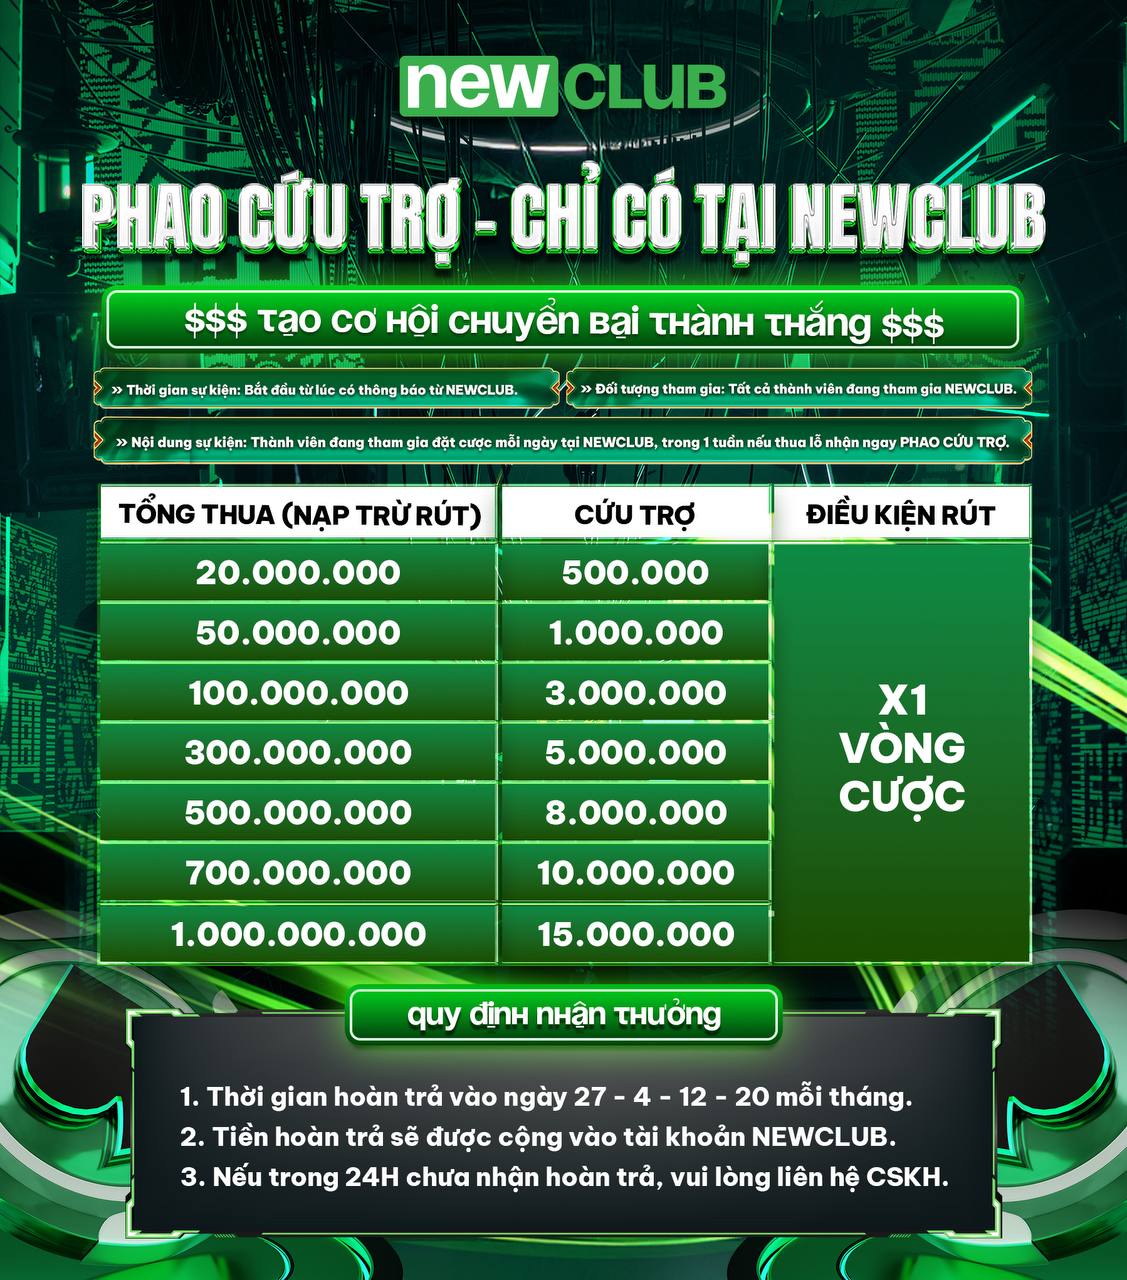 new CLUB
PHAO CỨU TRỢ - CHỈ CÓ TẠI NEWCLUB
$$$ Tạo cơ Hội cHuyển Bại THàNH THắng $$$
» Thời gian sự kiện: Bắt đầu từ lúc có thông báo từ NEWCLUB.
» Đối tượng tham gia: Tất cả thành viên đang tham gia NEWCLUB.
» Nội dung sự kiện: Thành viên đang tham gia đặt cược mỗi ngày tại NEWCLUB, trong 1 tuần nếu thua lỗ nhận ngay PHAO CỨU TRỢ.
TỔNG THUA (NẠP TRỪ RÚT) CỨU TRỢ ĐIỀU KIỆN RÚT
20.000.000 500.000
50.000.000 1.000.000
100.000.000 3.000.000
300.000.000 5.000.000
500.000.000 8.000.000
700.000.000 10.000.000
1.000.000.000 15.000.000
X1
VÒNG
CƯỢC
quy địNH NHậN THưởNg
1. Thời gian hoàn trả vào ngày 27 - 4 - 12 - 20 mỗi tháng.
2. Tiền hoàn trả sẽ được cộng vào tài khoản NEWCLUB.
3. Nếu trong 24H chưa nhận hoàn trả, vui lòng liên hệ CSKH.